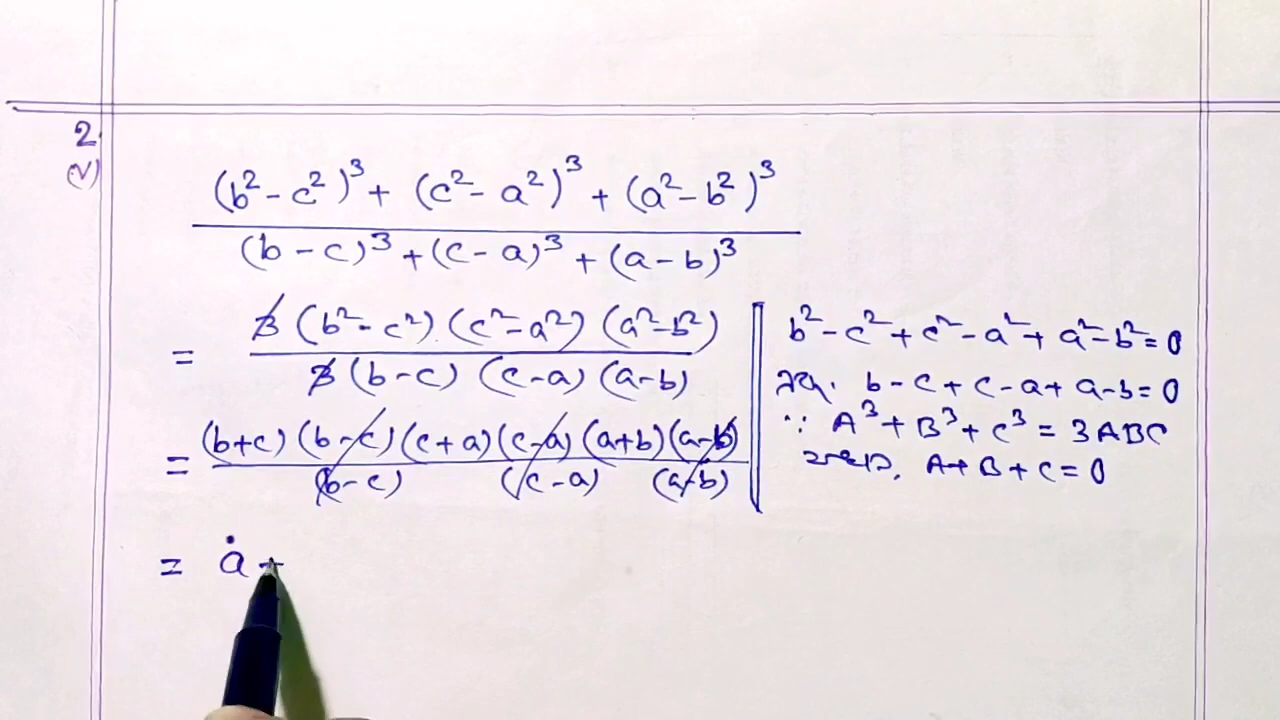 2
(v)
(b² - c²)³ + (c² - a²)³ + (a² - b²)³
(b - c)³ + (c - a)³ + (a - b)³
= 3 (b² - c²) (c² - a²) (a² - b²)
3 (b - c) (c - a) (a - b)
= (b+c) (b-c) (c+a) (c-a) (a+b) (a-b)
(b-c) (c-a) (a-b)
= a +
b² - c² + c² - a² + a² - b² = 0
b - c + c - a + a - b = 0
∵ A³ + B³ + C³ = 3ABC
A + B + C = 0